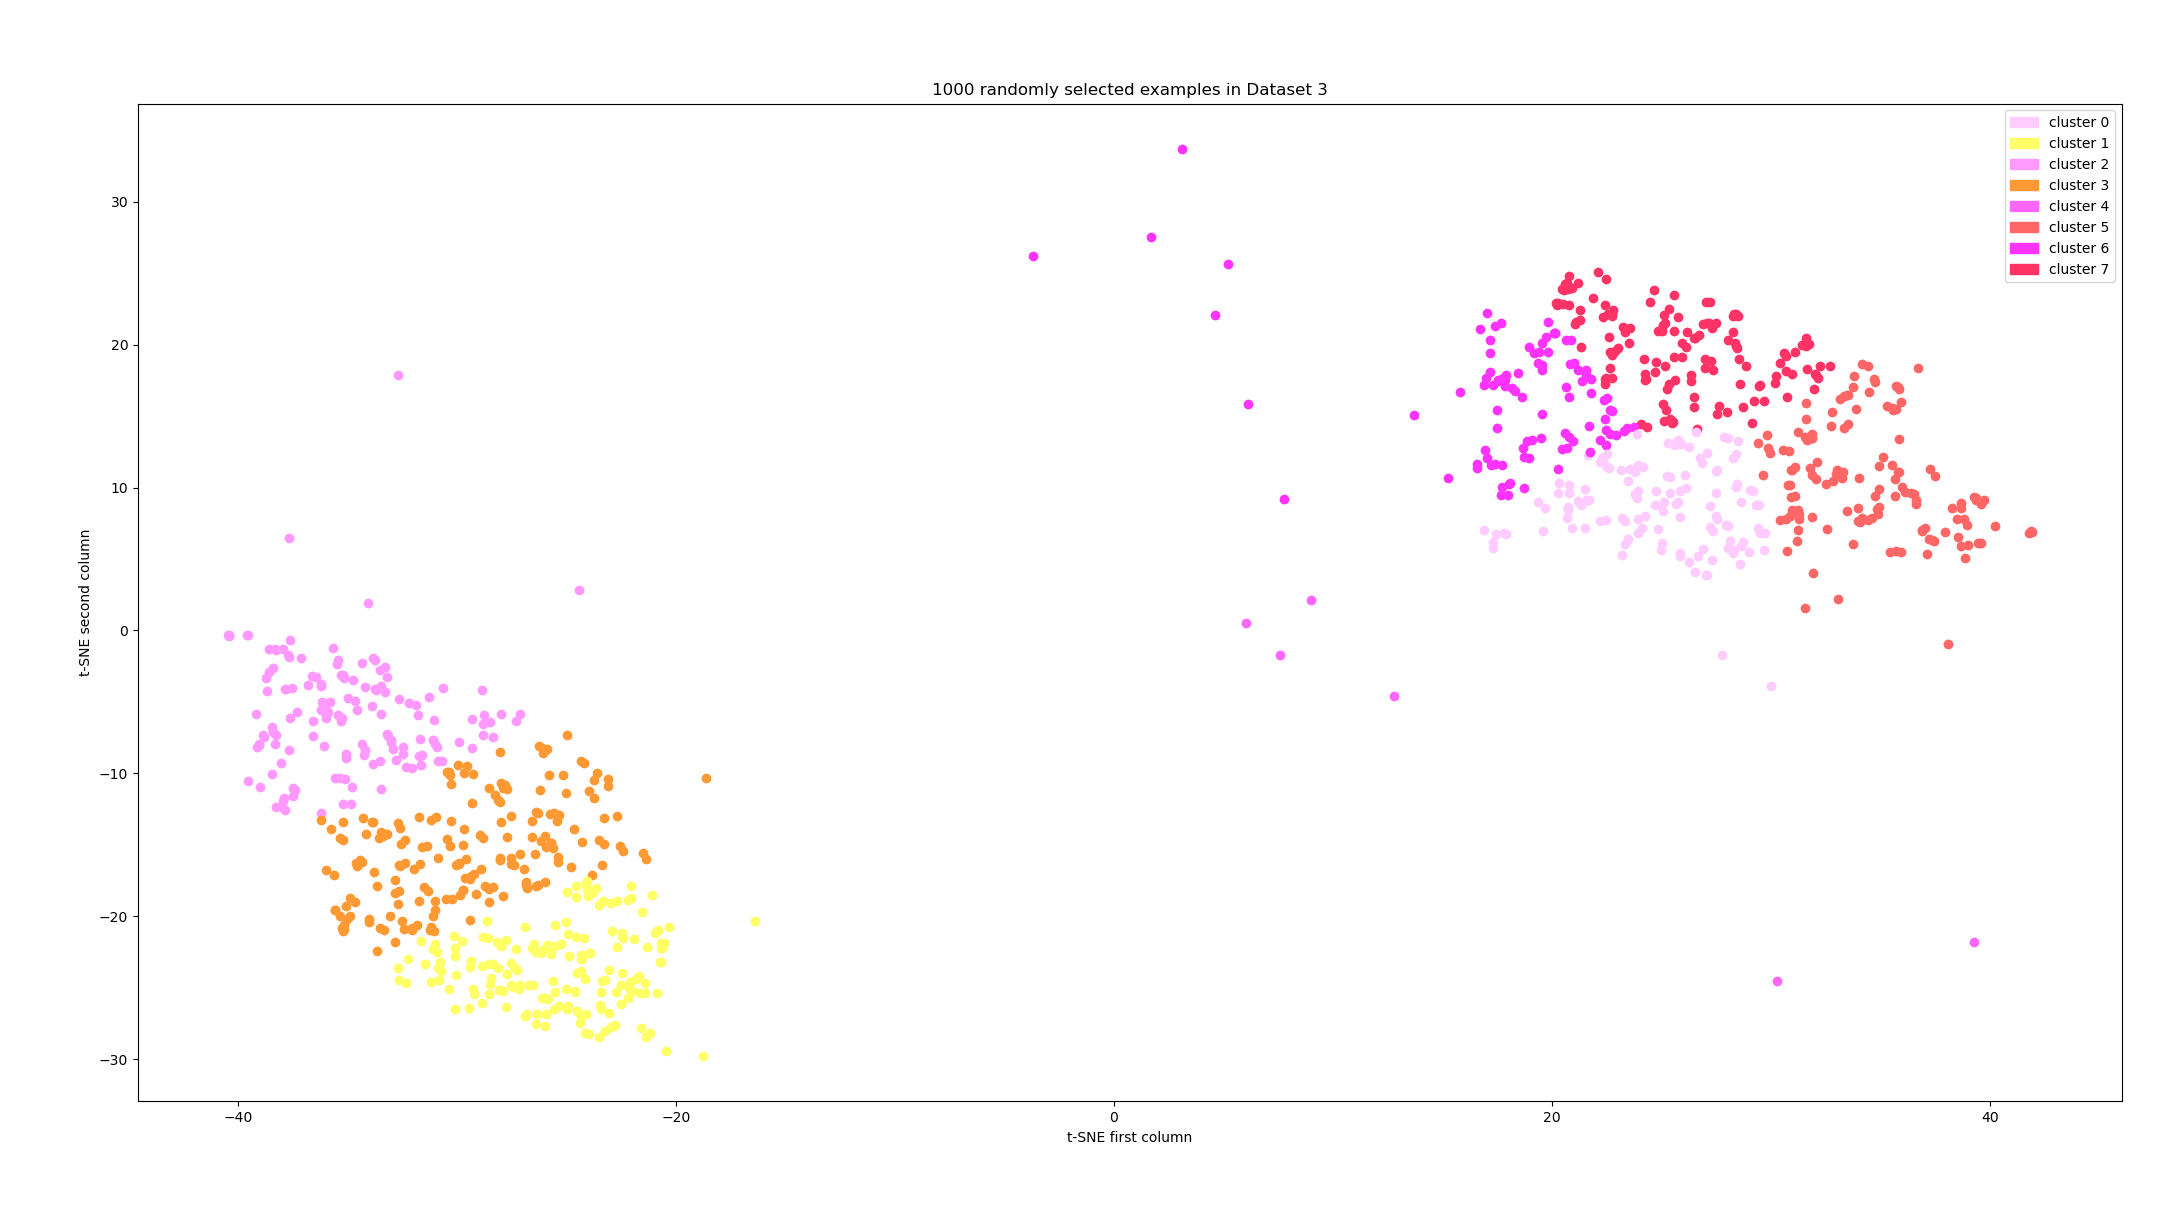 1000 randomly selected examples in Dataset 3
cluster 0
cluster 1
cluster 2
cluster 3
cluster 4
cluster 5
cluster 6
cluster 7
t-SNE second column
30
20
10
0
−10
−20
−30
−40
−20
0
20
40
t-SNE first column